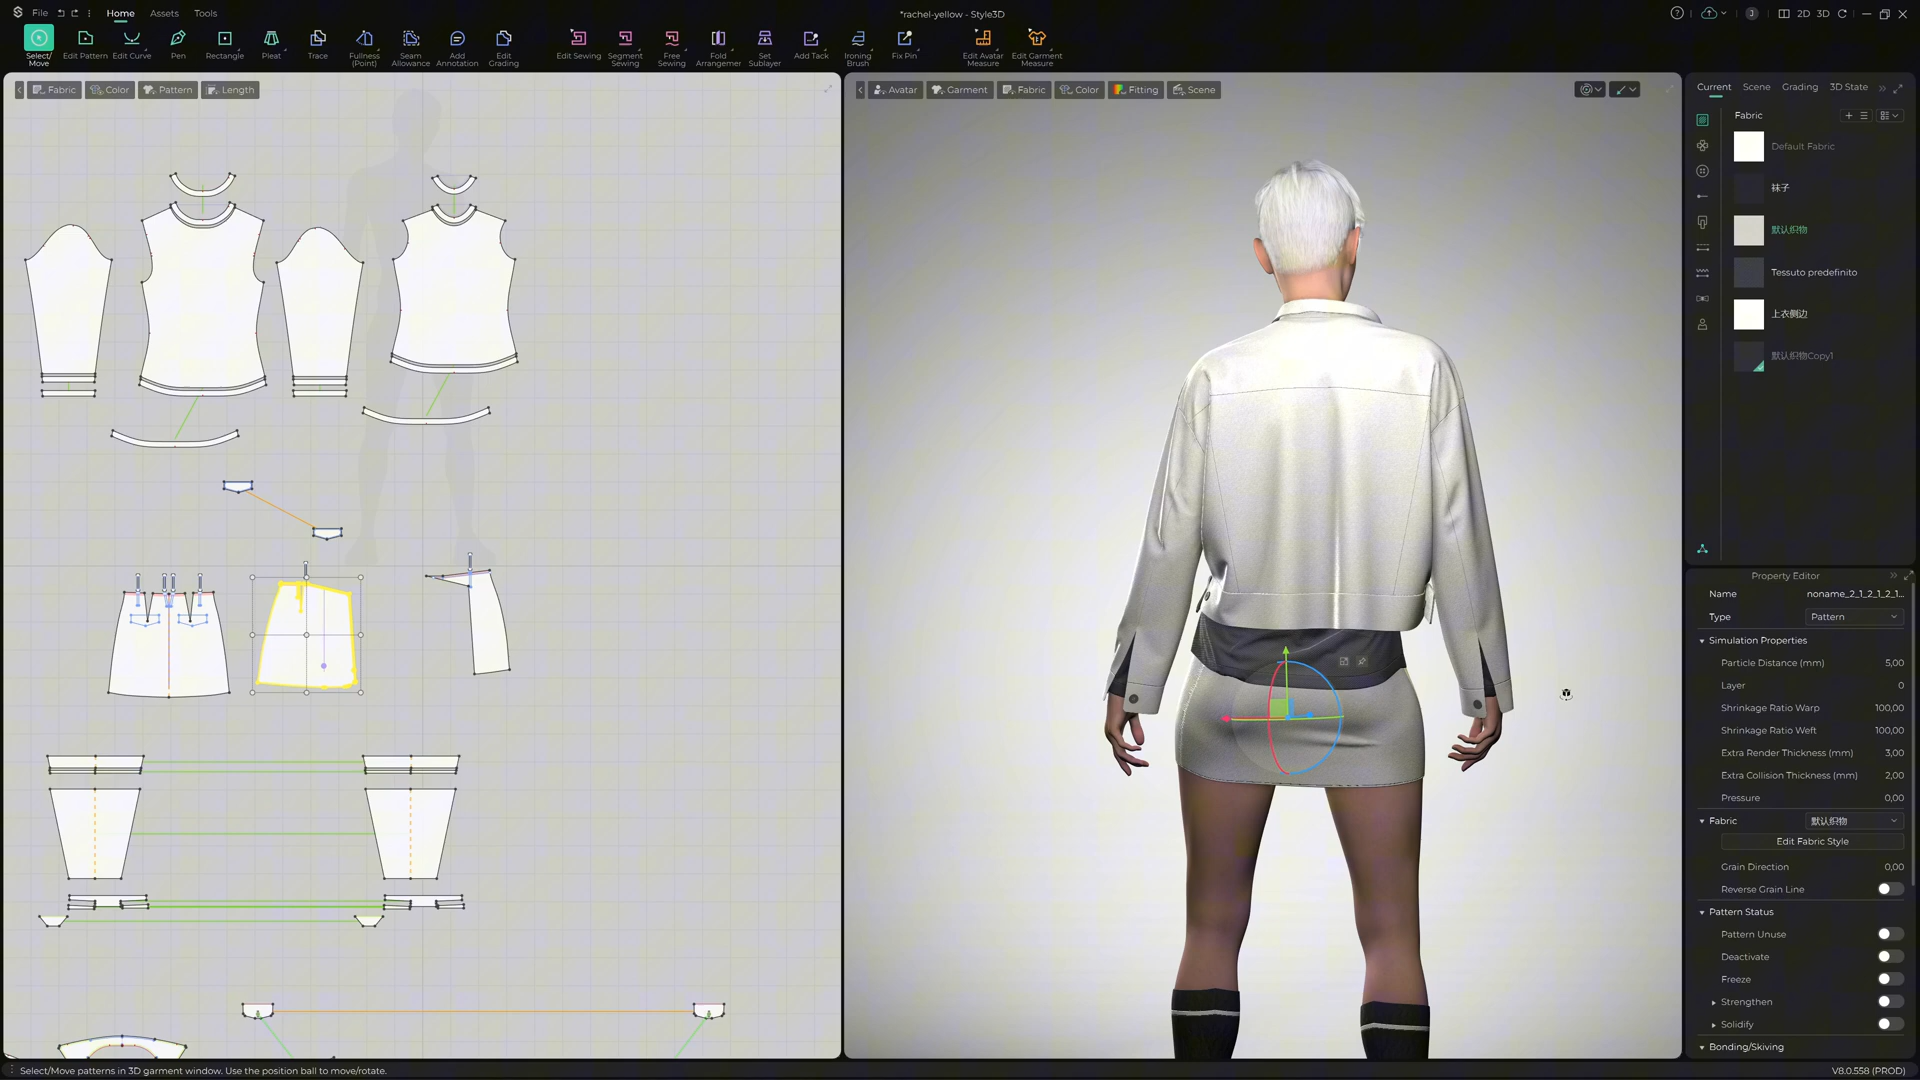 File
Home
Assets
Tools
*rachel-yellow - Style3D
J
2D
3D
Select/
Move
Edit Pattern
Edit Curve
Pen
Rectangle
Pleat
Trace
Fullness
(Point)
Seam
Allowance
Add
Annotation
Edit
Grading
Edit Sewing
Segment
Sewing
Free
Sewing
Fold
Arrangemer
Set
Sublayer
Add Tack
Ironing
Brush
Fix Pin
Edit Avatar
Measure
Edit Garment
Measure
Fabric
Color
Pattern
Length
Avatar
Garment
Fabric
Color
Fitting
Scene
Current
Scene
Grading
3D State
Fabric
Default Fabric
袜子
默认织物
Tessuto predefinito
上衣侧边
默认织物Copy1
Property Editor
Name
noname_2_1_2_1_2_1...
Type
Pattern
Simulation Properties
Particle Distance (mm)
5,00
Layer
0
Shrinkage Ratio Warp
100,00
Shrinkage Ratio Weft
100,00
Extra Render Thickness (mm)
3,00
Extra Collision Thickness (mm)
2,00
Pressure
0,00
Fabric
默认织物
Edit Fabric Style
Grain Direction
0,00
Reverse Grain Line
Pattern Status
Pattern Unuse
Deactivate
Freeze
Strengthen
Solidify
Bonding/Skiving
Select/Move patterns in 3D garment window. Use the position ball to move/rotate.
V8.0.558 (PROD)